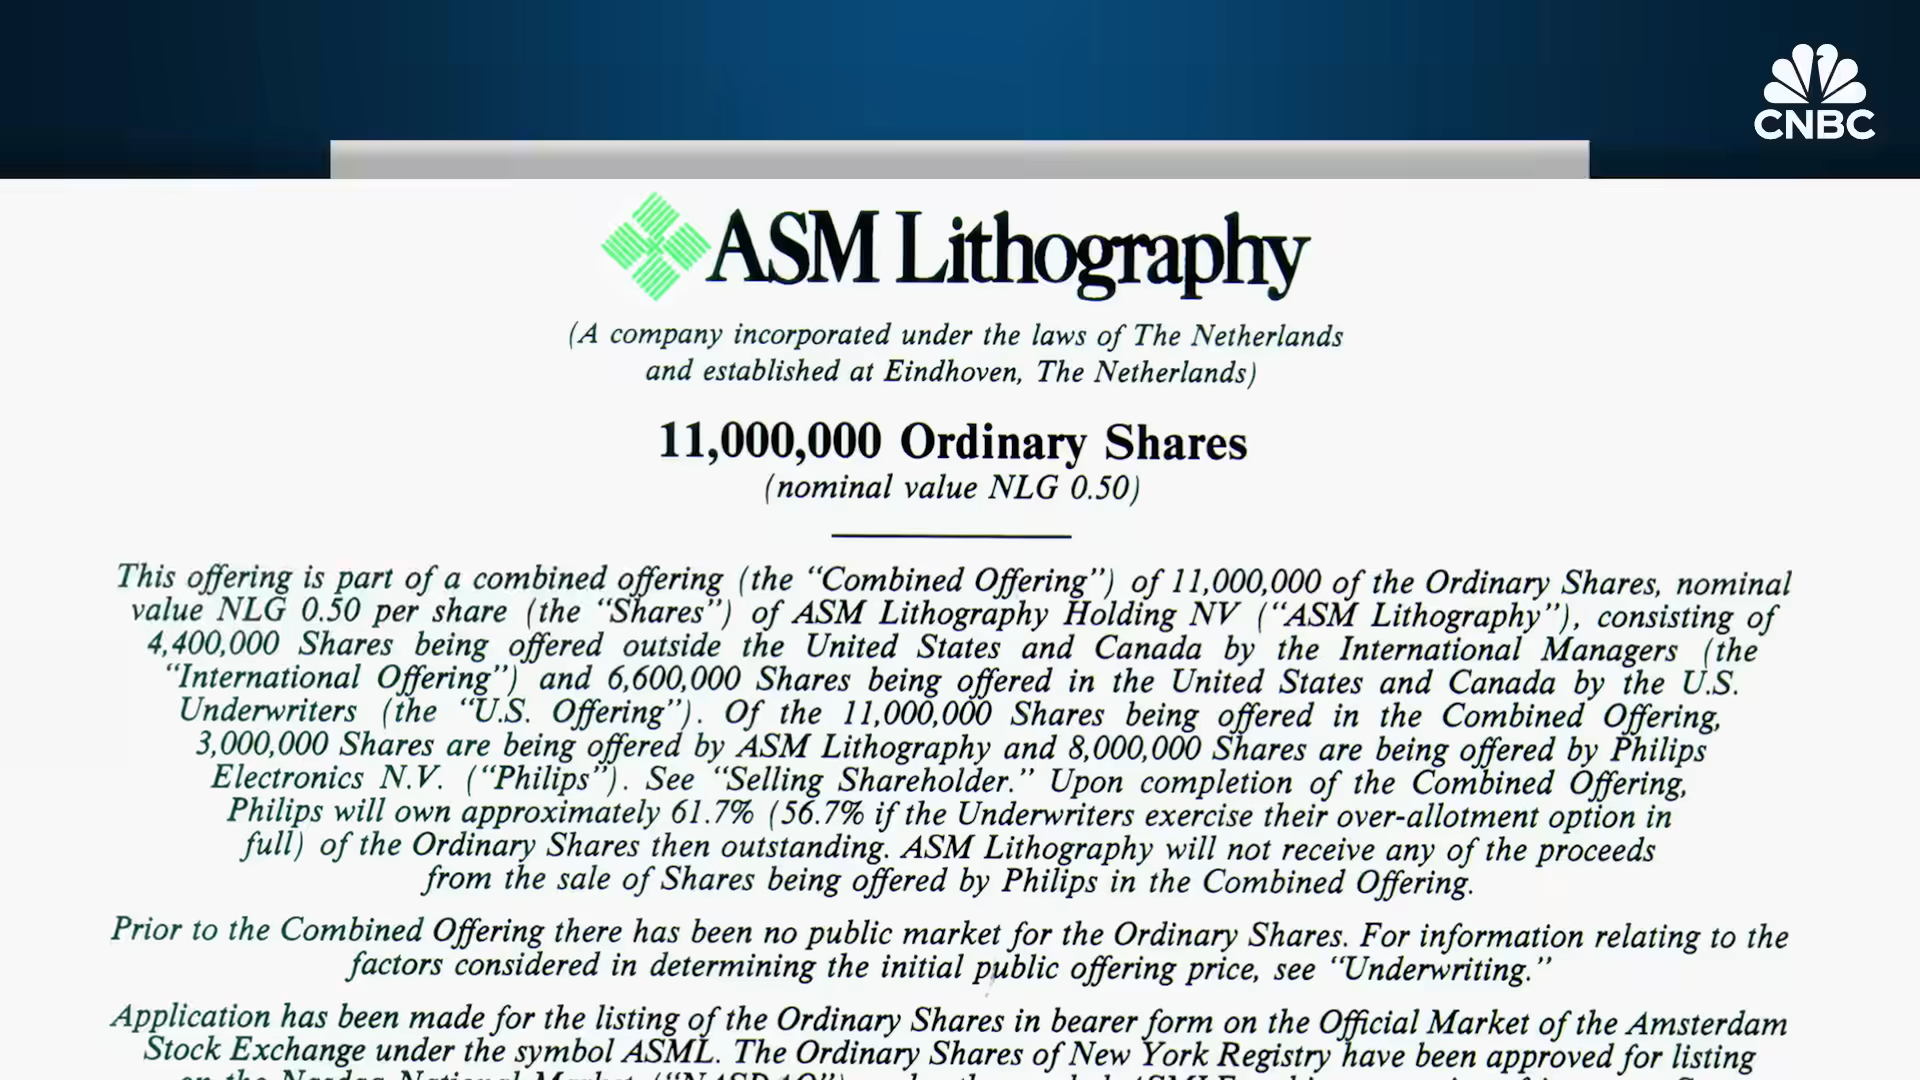 CNBC
ASM Lithography
(A company incorporated under the laws of The Netherlands
and established at Eindhoven, The Netherlands)
11,000,000 Ordinary Shares
(nominal value NLG 0.50)
This offering is part of a combined offering (the “Combined Offering”) of 11,000,000 of the Ordinary Shares, nominal
value NLG 0.50 per share (the “Shares”) of ASM Lithography Holding NV (“ASM Lithography”), consisting of
4,400,000 Shares being offered outside the United States and Canada by the International Managers (the
“International Offering”) and 6,600,000 Shares being offered in the United States and Canada by the U.S.
Underwriters (the “U.S. Offering”). Of the 11,000,000 Shares being offered in the Combined Offering,
3,000,000 Shares are being offered by ASM Lithography and 8,000,000 Shares are being offered by Philips
Electronics N.V. (“Philips”). See “Selling Shareholder.” Upon completion of the Combined Offering,
Philips will own approximately 61.7% (56.7% if the Underwriters exercise their over-allotment option in
full) of the Ordinary Shares then outstanding. ASM Lithography will not receive any of the proceeds
from the sale of Shares being offered by Philips in the Combined Offering.
Prior to the Combined Offering there has been no public market for the Ordinary Shares. For information relating to the
factors considered in determining the initial public offering price, see “Underwriting.”
Application has been made for the listing of the Ordinary Shares in bearer form on the Official Market of the Amsterdam
Stock Exchange under the symbol ASML. The Ordinary Shares of New York Registry have been approved for listing